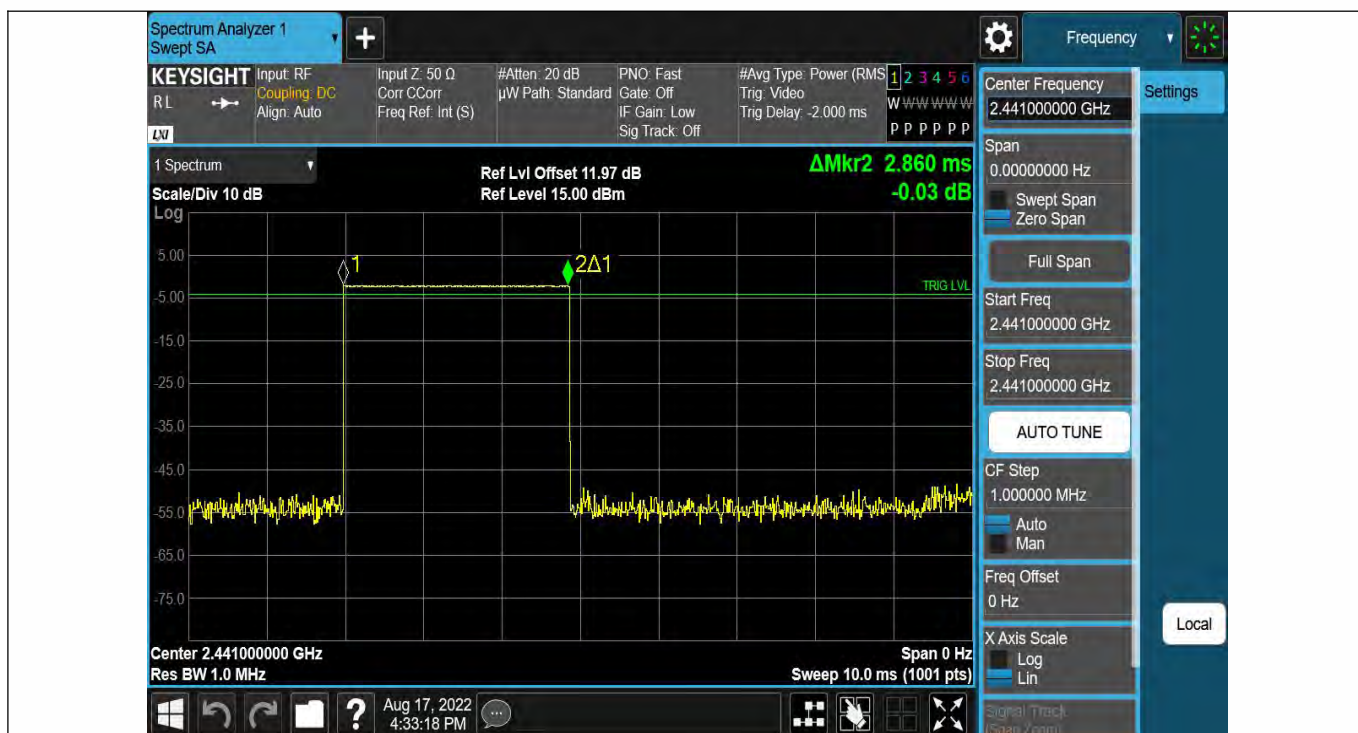 Spectrum Analyzer 1
Swept SA
Frequency
KEYSIGHT
RL
LXI
Input: RF
Coupling: DC
Align: Auto
Input Z: 50 Ω
Corr CCorr
Freq Ref: Int (S)
#Atten: 20 dB
µW Path: Standard
PNO: Fast
Gate: Off
IF Gain: Low
Sig Track: Off
#Avg Type: Power (RMS
Trig: Video
Trig Delay: -2.000 ms
1 2 3 4 5 6
W W W W W W
P P P P P P
1 Spectrum
Scale/Div 10 dB
Log
Ref Lvl Offset 11.97 dB
Ref Level 15.00 dBm
ΔMkr2 2.860 ms
-0.03 dB
5.00
-5.00
-15.0
-25.0
-35.0
-45.0
-55.0
-65.0
-75.0
1
2Δ1
TRIG LVL
Center 2.441000000 GHz
Res BW 1.0 MHz
Span 0 Hz
Sweep 10.0 ms (1001 pts)
Center Frequency
2.441000000 GHz
Span
0.00000000 Hz
Swept Span
Zero Span
Full Span
Start Freq
2.441000000 GHz
Stop Freq
2.441000000 GHz
AUTO TUNE
CF Step
1.000000 MHz
Auto
Man
Freq Offset
0 Hz
X Axis Scale
Log
Lin
Signal Track
(Span Zoom)
Settings
Local
?
Aug 17, 2022
4:33:18 PM